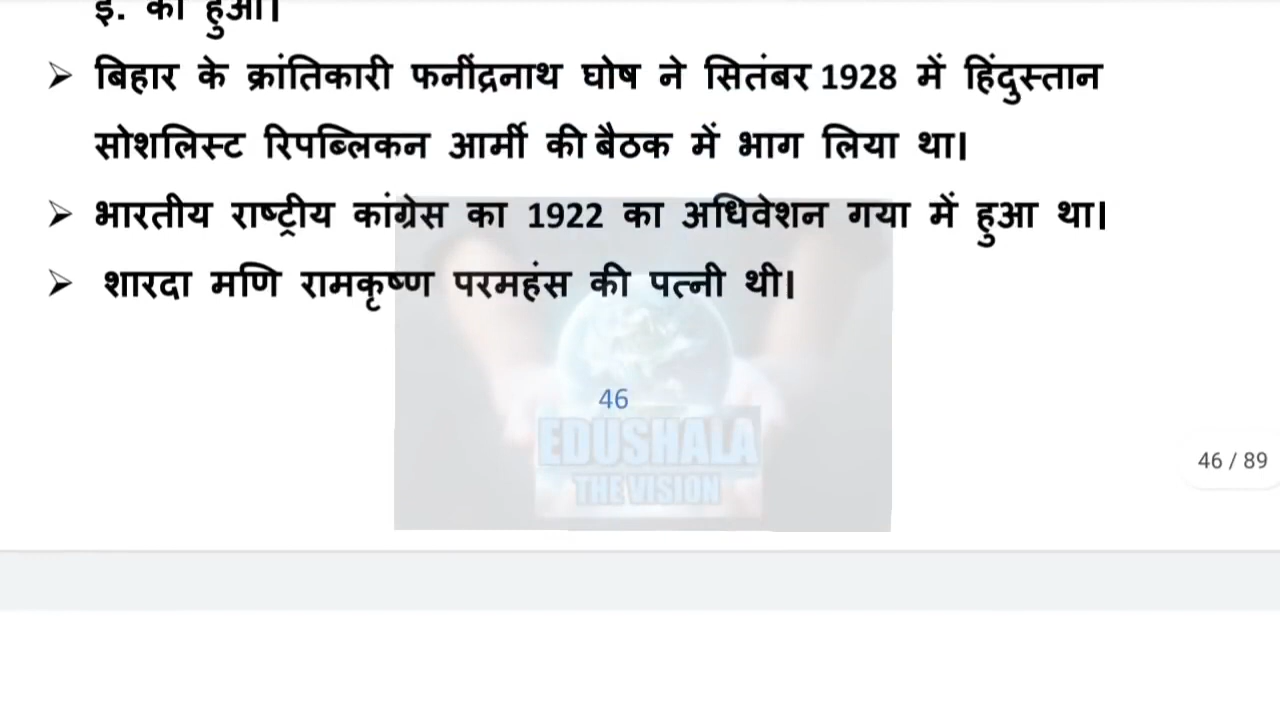 ई. को हुआ।
➢ बिहार के क्रांतिकारी फनींद्रनाथ घोष ने सितंबर 1928 में हिंदुस्तान
सोशलिस्ट रिपब्लिकन आर्मी की बैठक में भाग लिया था।
➢ भारतीय राष्ट्रीय कांग्रेस का 1922 का अधिवेशन गया में हुआ था।
➢ शारदा मणि रामकृष्ण परमहंस की पत्नी थी।
46
EDUSHALA
THE VISION
46 / 89